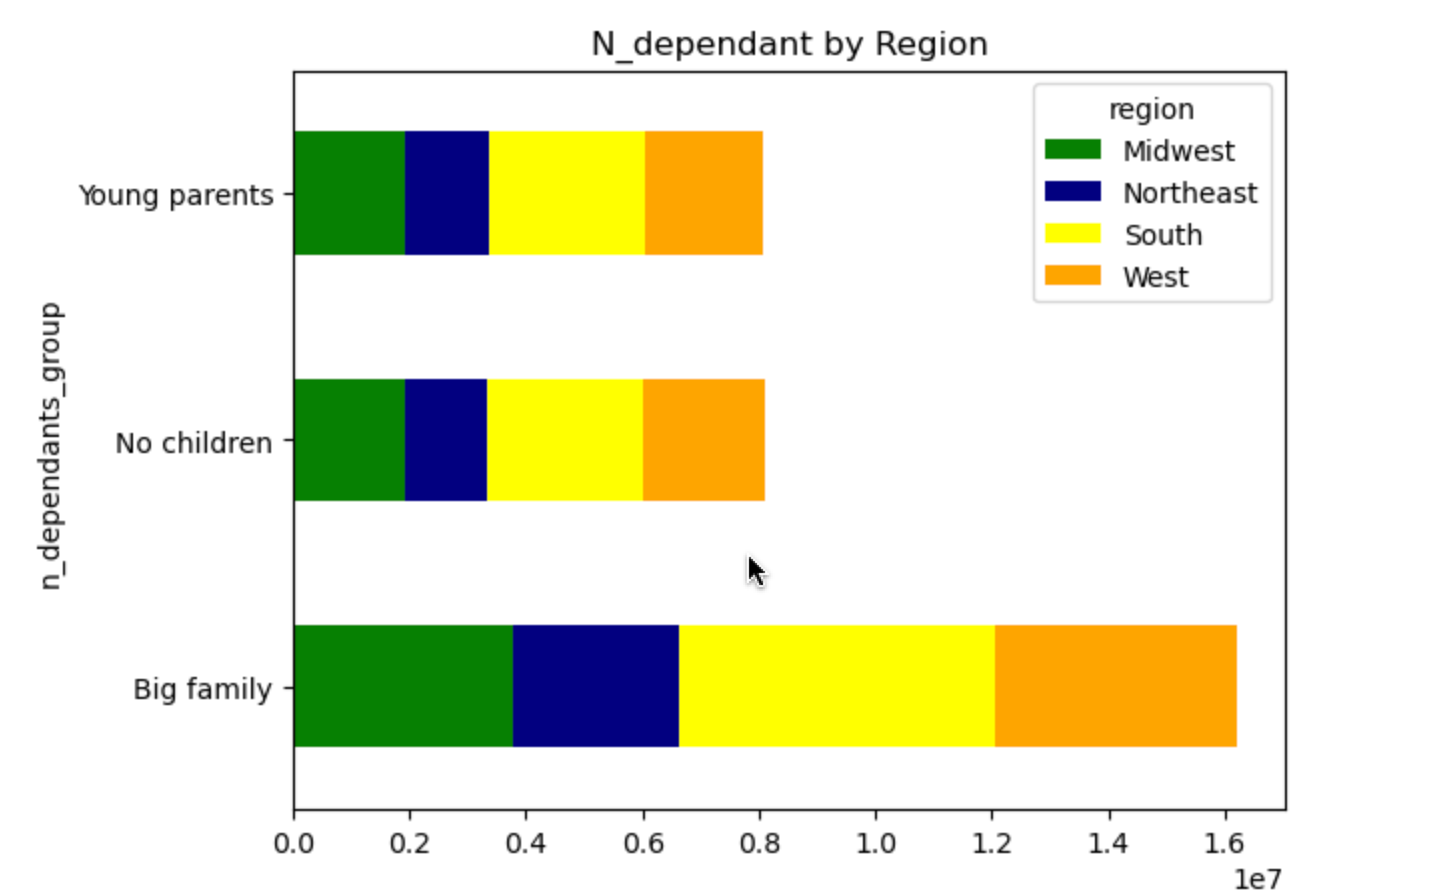 N_dependant by Region
region
Midwest
Northeast
South
West
Young parents
No children
Big family
n_dependants_group
0.0 0.2 0.4 0.6 0.8 1.0 1.2 1.4 1.6
1e7